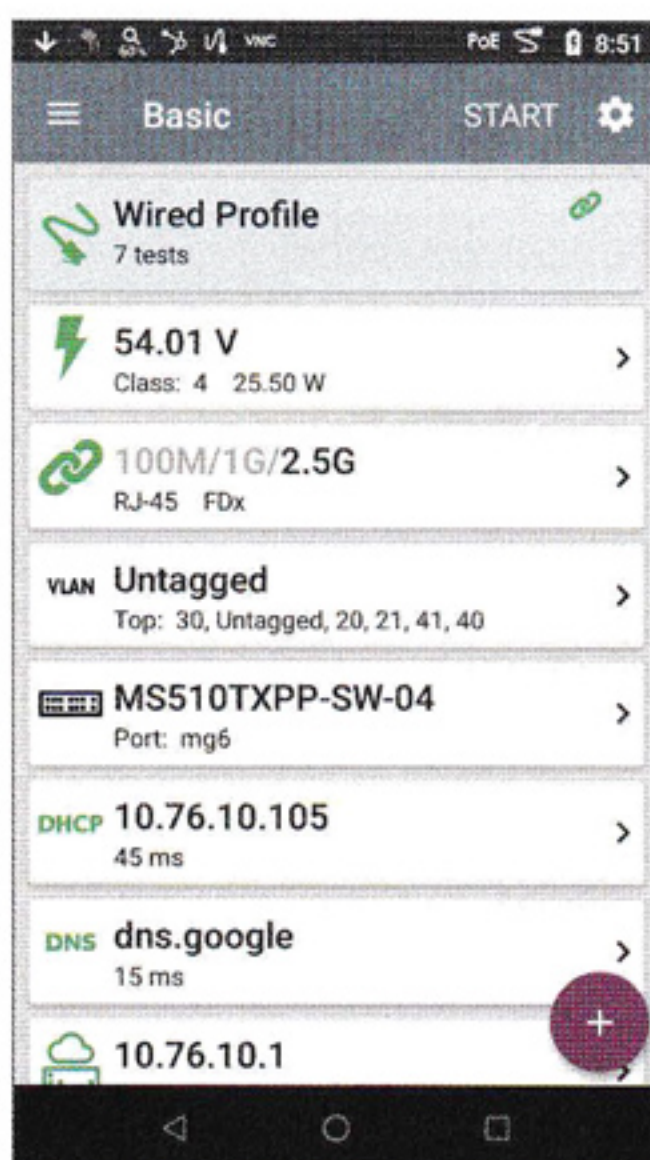 60%
VNC
PoE
8:51
Basic START
Wired Profile
7 tests
54.01 V
Class: 4 25.50 W
100M/1G/2.5G
RJ-45 FDx
VLAN Untagged
Top: 30, Untagged, 20, 21, 41, 40
MS510TXPP-SW-04
Port: mg6
DHCP 10.76.10.105
45 ms
DNS dns.google
15 ms
10.76.10.1